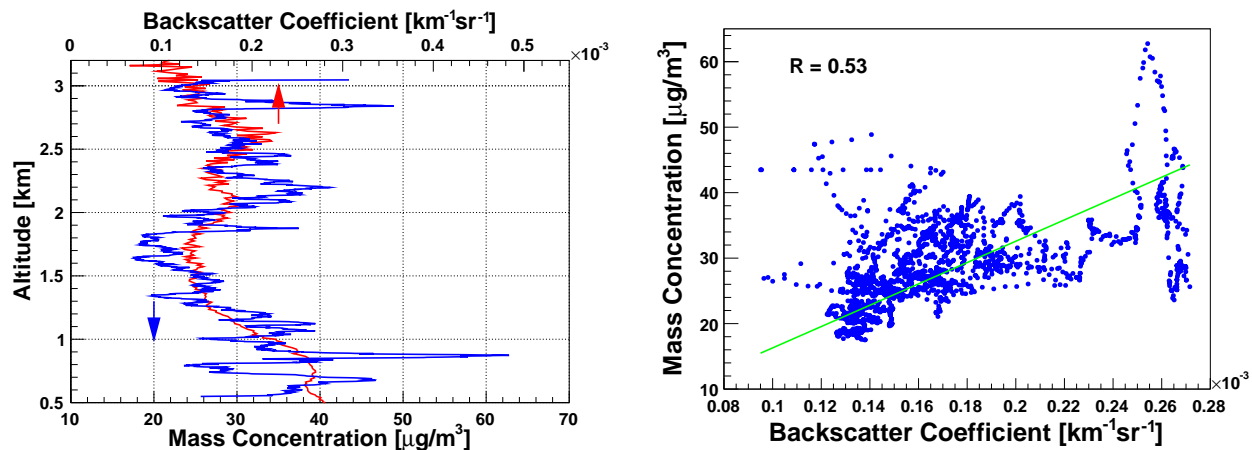 Backscatter Coefficient [km⁻¹sr⁻¹]
0 0.1 0.2 0.3 0.4 0.5
×10⁻³
Altitude [km]
3
2.5
2
1.5
1
0.5
10 20 30 40 50 60 70
Mass Concentration [μg/m³]
R = 0.53
Mass Concentration [μg/m³]
60
50
40
30
20
10
×10⁻³
0.08 0.1 0.12 0.14 0.16 0.18 0.2 0.22 0.24 0.26 0.28
Backscatter Coefficient [km⁻¹sr⁻¹]